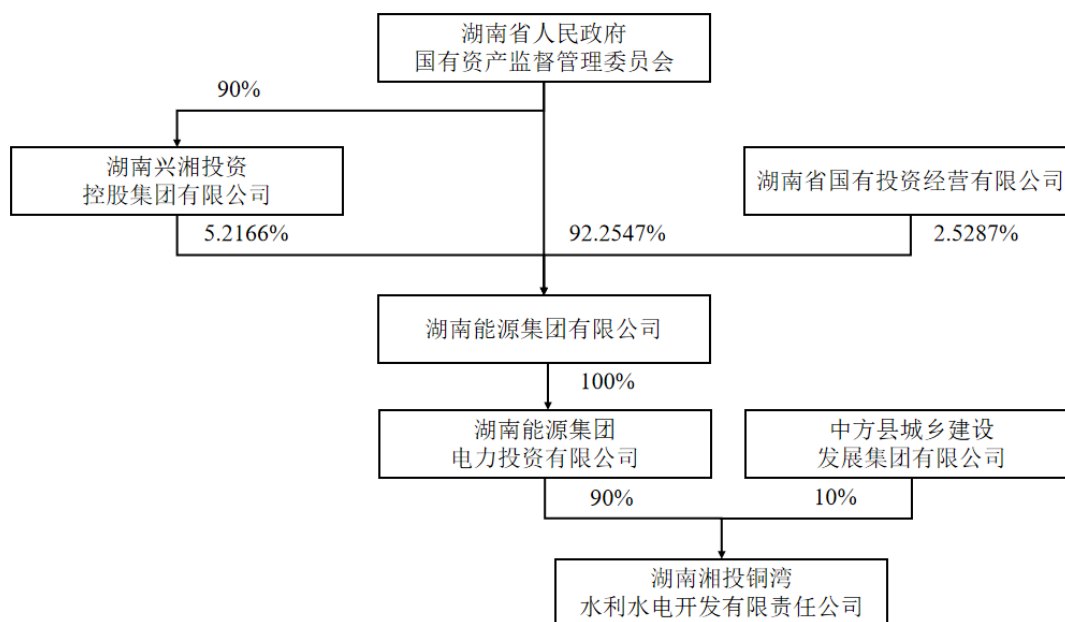 湖南省人民政府
国有资产监督管理委员会
90%
湖南兴湘投资
控股集团有限公司
湖南省国有投资经营有限公司
5.2166%
92.2547%
2.5287%
湖南能源集团有限公司
100%
湖南能源集团
电力投资有限公司
中方县城乡建设
发展集团有限公司
90%
10%
湖南湘投铜湾
水利水电开发有限责任公司